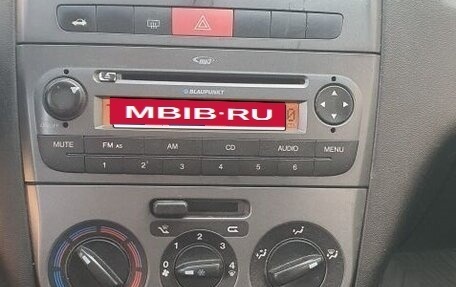 mp3
BLAUPUNKT
MBIB·RU
MUTE FM AS AM CD AUDIO MENU
1 2 3 4 5 6
0 1 2 3 4